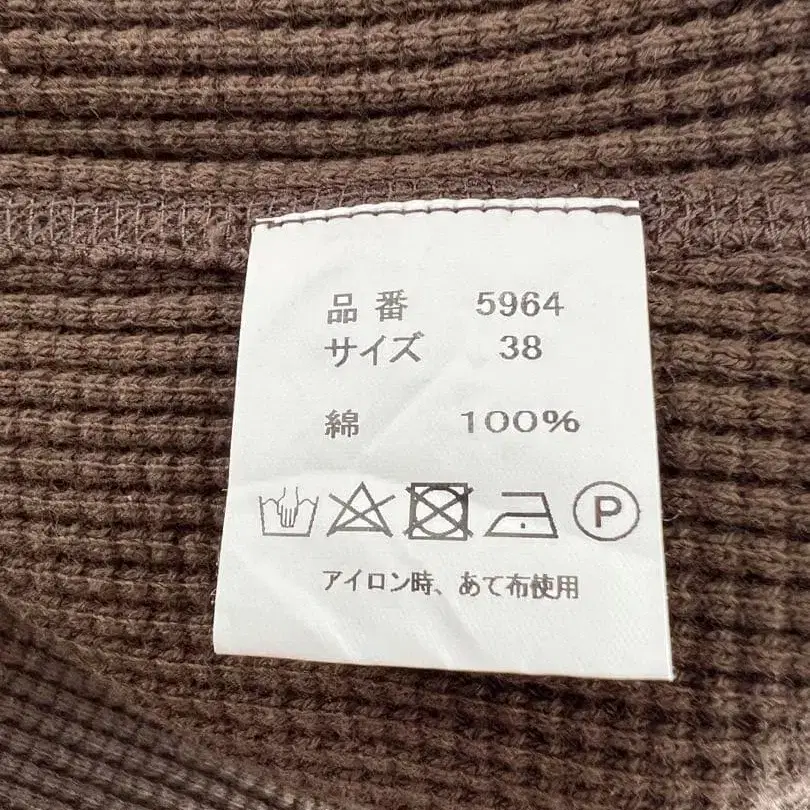 品番 5964
サイズ 38
綿 100%
P
アイロン時、あて布使用